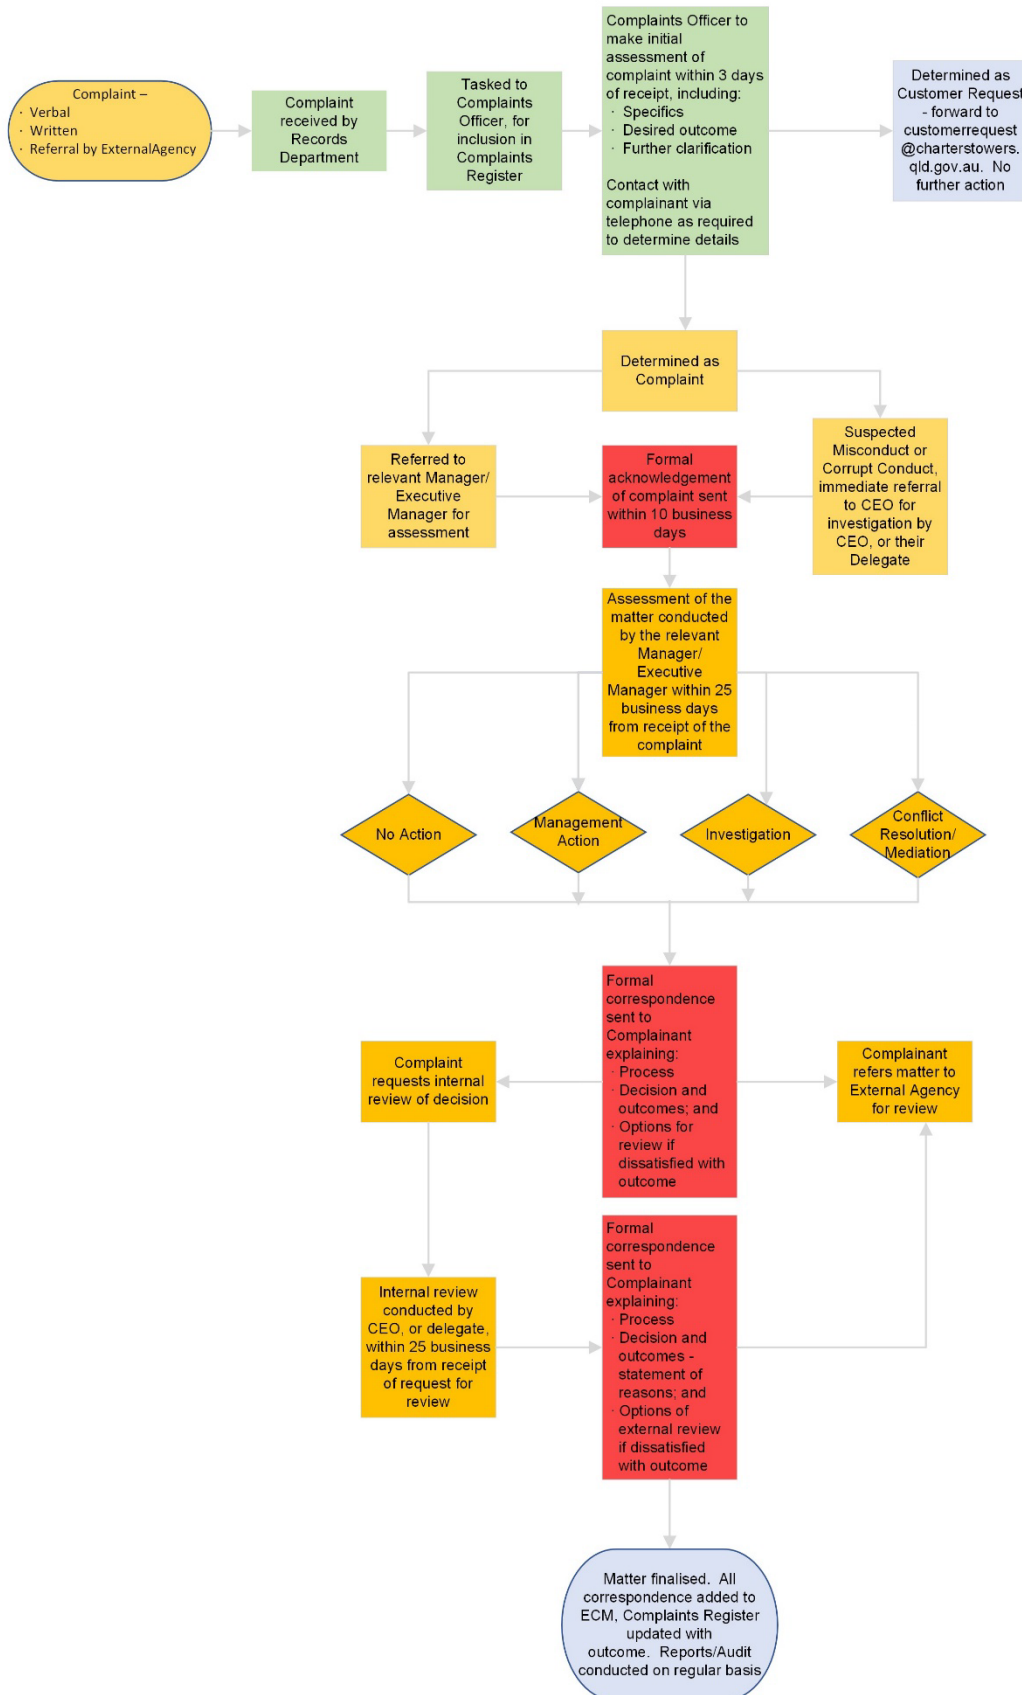 Complaint –
· Verbal
· Written
· Referral by ExternalAgency
Complaint
received by
Records
Department
Tasked to
Complaints
Officer, for
inclusion in
Complaints
Register
Complaints Officer to
make initial
assessment of
complaint within 3 days
of receipt, including:
· Specifics
· Desired outcome
· Further clarification
Contact with
complainant via
telephone as required
to determine details
Determined as
Customer Request
- forward to
customerrequest
@charterstowers.
qld.gov.au.  No
further action
Determined as
Complaint
Referred to
relevant Manager/
Executive
Manager for
assessment
Formal
acknowledgement
of complaint sent
within 10 business
days
Suspected
Misconduct or
Corrupt Conduct,
immediate referral
to CEO for
investigation by
CEO, or their
Delegate
Assessment of the
matter conducted
by the relevant
Manager/
Executive
Manager within 25
business days
from receipt of the
complaint
No Action
Management
Action
Investigation
Conflict
Resolution/
Mediation
Formal
correspondence
sent to
Complainant
explaining:
· Process
· Decision and
outcomes; and
· Options for
review if
dissatisfied with
outcome
Complaint
requests internal
review of decision
Complainant
refers matter to
External Agency
for review
Internal review
conducted by
CEO, or delegate,
within 25 business
days from receipt
of request for
review
Formal
correspondence
sent to
Complainant
explaining:
· Process
· Decision and
outcomes -
statement of
reasons; and
· Options of
external review
if dissatisfied
with outcome
Matter finalised.  All
correspondence added to
ECM, Complaints Register
updated with
outcome.  Reports/Audit
conducted on regular basis